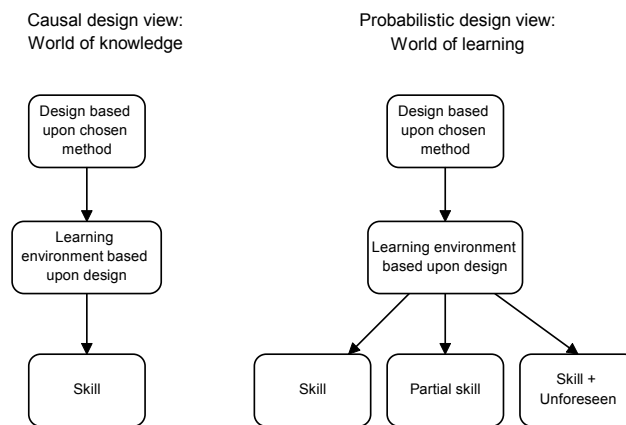 Causal design view:
World of knowledge
Design based
upon chosen
method
Learning
environment based
upon design
Skill
Probabilistic design view:
World of learning
Design based
upon chosen
method
Learning environment
based upon design
Skill
Partial skill
Skill +
Unforeseen